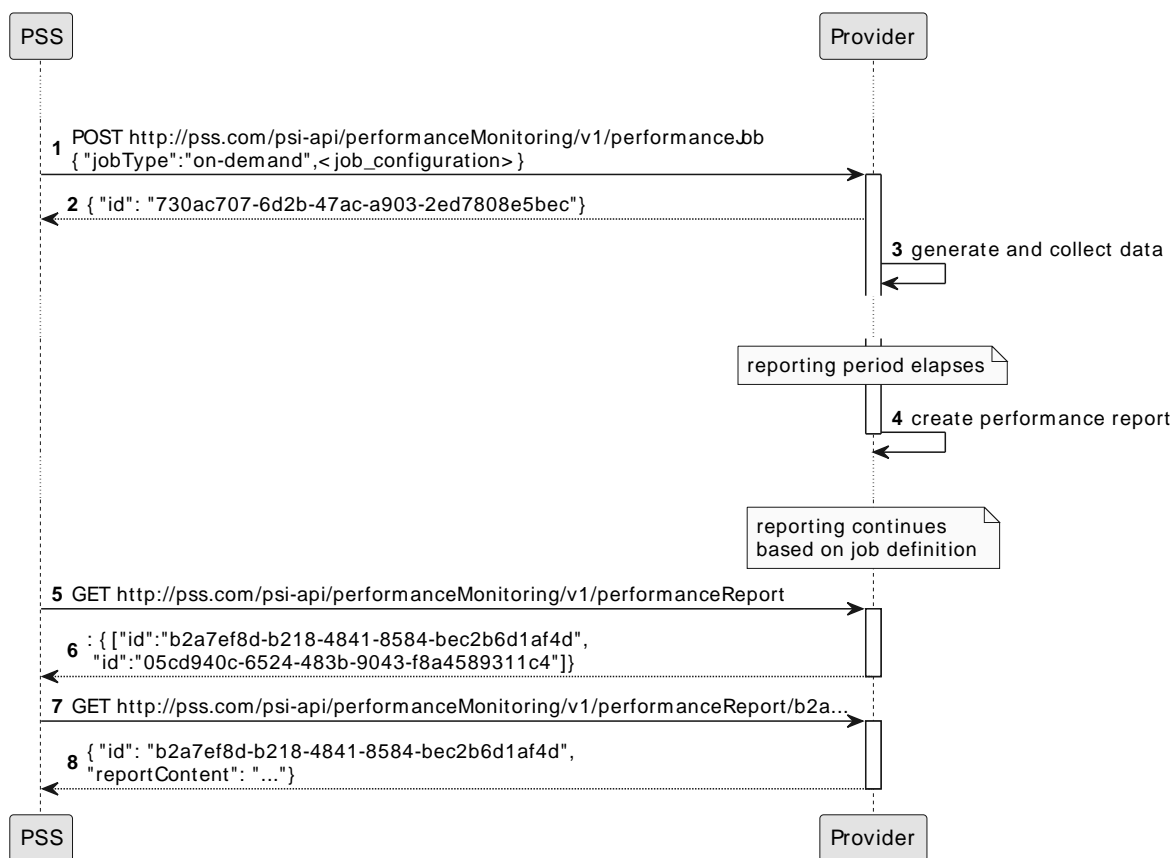 PSS Provider
1 POST http://pss.com/psi-api/performanceMonitoring/v1/performanceJob
{ "jobType":"on-demand",<job_configuration> }
2 { "id": "730ac707-6d2b-47ac-a903-2ed7808e5bec"}
3 generate and collect data
reporting period elapses
4 create performance report
reporting continues
based on job definition
5 GET http://pss.com/psi-api/performanceMonitoring/v1/performanceReport
6 : { ["id":"b2a7ef8d-b218-4841-8584-bec2b6d1af4d",
"id":"05cd940c-6524-483b-9043-f8a4589311c4"]}
7 GET http://pss.com/psi-api/performanceMonitoring/v1/performanceReport/b2a...
8 { "id": "b2a7ef8d-b218-4841-8584-bec2b6d1af4d",
"reportContent": "..."}
PSS Provider